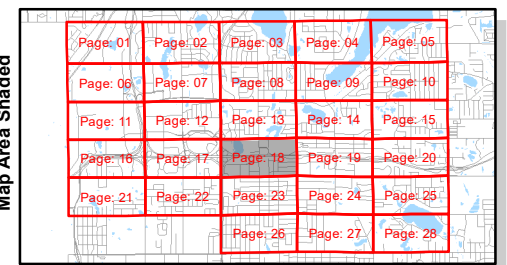 Map Area Shaded
Page: 01 Page: 02 Page: 03 Page: 04 Page: 05
Page: 06 Page: 07 Page: 08 Page: 09 Page: 10
Page: 11 Page: 12 Page: 13 Page: 14 Page: 15
Page: 16 Page: 17 Page: 18 Page: 19 Page: 20
Page: 21 Page: 22 Page: 23 Page: 24 Page: 25
Page: 26 Page: 27 Page: 28